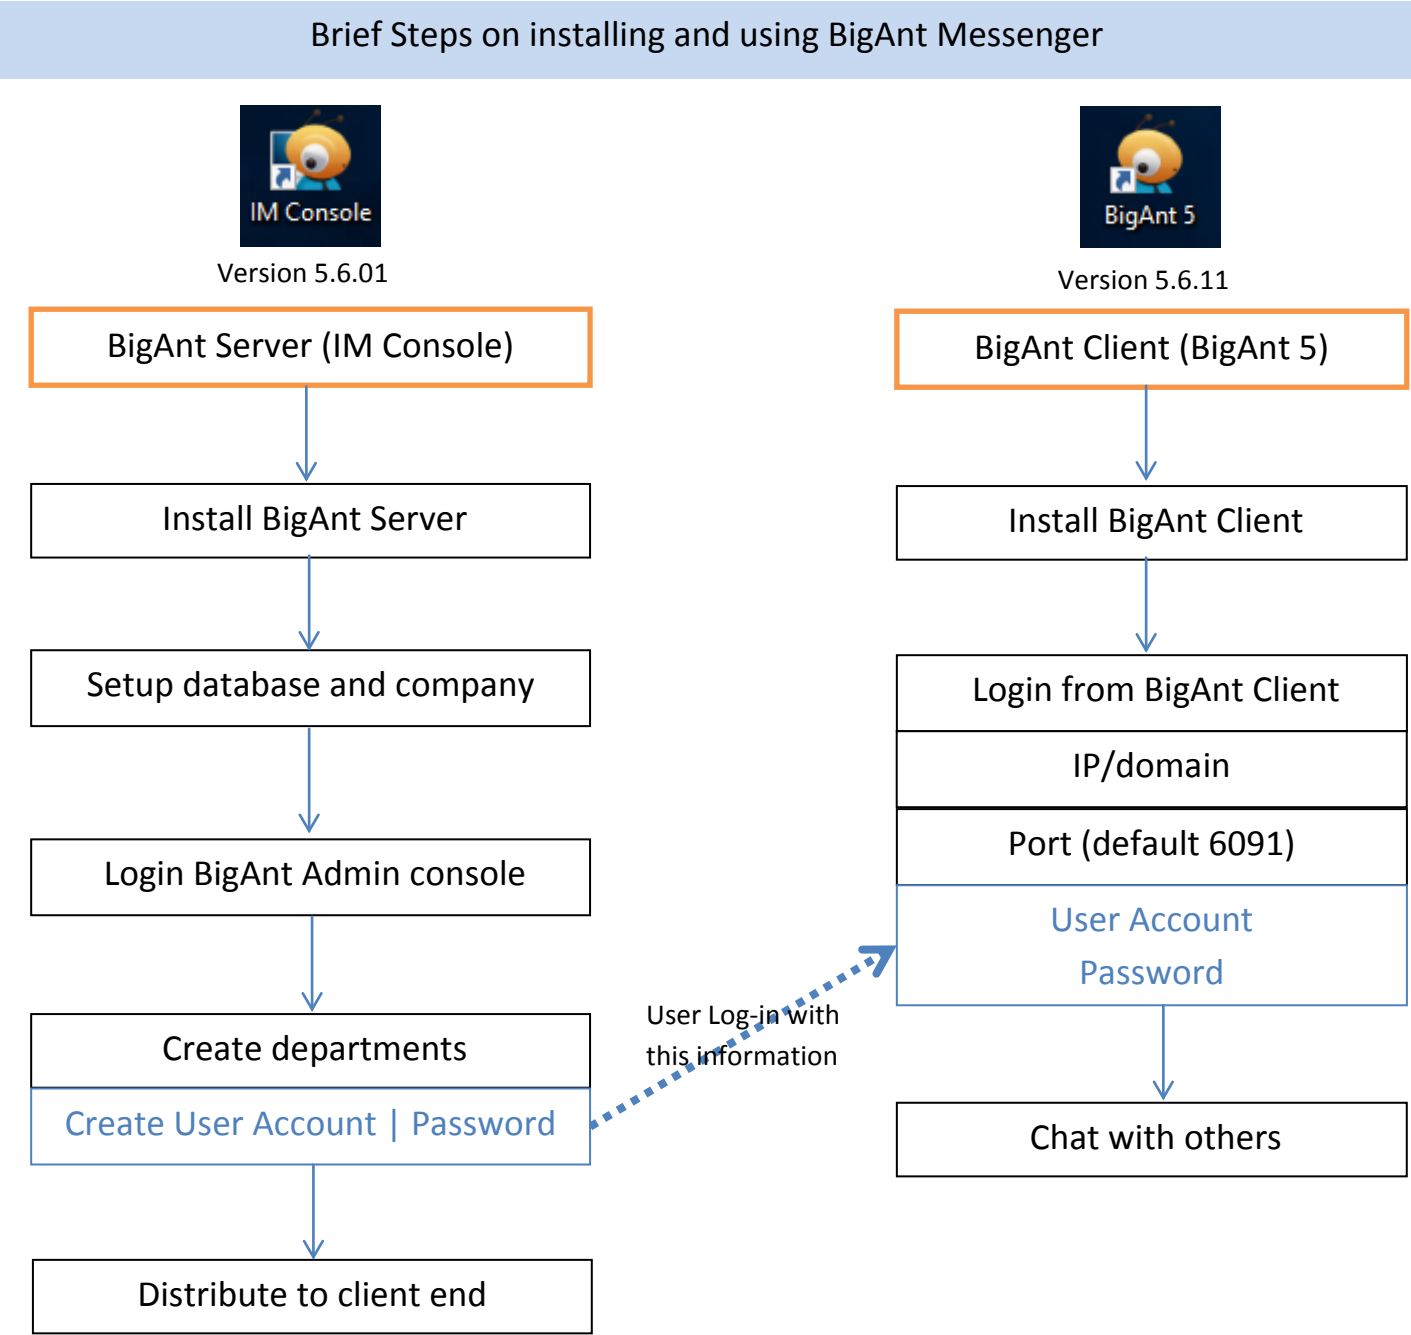 Brief Steps on installing and using BigAnt Messenger
IM Console
Version 5.6.01
BigAnt Server (IM Console)
Install BigAnt Server
Setup database and company
Login BigAnt Admin console
Create departments
Create User Account | Password
Distribute to client end
User Log-in with
this information
BigAnt 5
Version 5.6.11
BigAnt Client (BigAnt 5)
Install BigAnt Client
Login from BigAnt Client
IP/domain
Port (default 6091)
User Account
Password
Chat with others